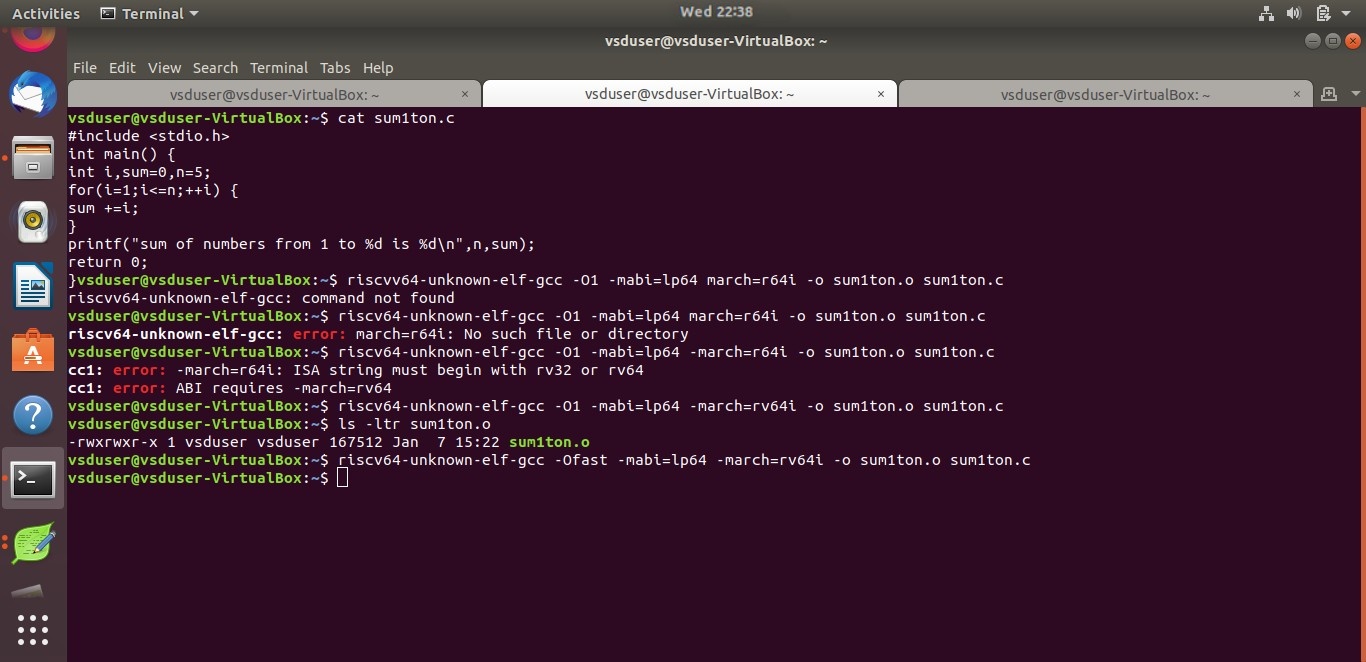 Activities Terminal Wed 22:38
vsduser@vsduser-VirtualBox: ~
File Edit View Search Terminal Tabs Help
vsduser@vsduser-VirtualBox: ~ × vsduser@vsduser-VirtualBox: ~ × vsduser@vsduser-VirtualBox: ~ ×
vsduser@vsduser-VirtualBox:~$ cat sum1ton.c
#include <stdio.h>
int main() {
int i,sum=0,n=5;
for(i=1;i<=n;++i) {
sum +=i;
}
printf("sum of numbers from 1 to %d is %d\n",n,sum);
return 0;
}vsduser@vsduser-VirtualBox:~$ riscvv64-unknown-elf-gcc -O1 -mabi=lp64 march=r64i -o sum1ton.o sum1ton.c
riscvv64-unknown-elf-gcc: command not found
vsduser@vsduser-VirtualBox:~$ riscv64-unknown-elf-gcc -O1 -mabi=lp64 march=r64i -o sum1ton.o sum1ton.c
riscv64-unknown-elf-gcc: error: march=r64i: No such file or directory
vsduser@vsduser-VirtualBox:~$ riscv64-unknown-elf-gcc -O1 -mabi=lp64 -march=r64i -o sum1ton.o sum1ton.c
cc1: error: -march=r64i: ISA string must begin with rv32 or rv64
cc1: error: ABI requires -march=rv64
vsduser@vsduser-VirtualBox:~$ riscv64-unknown-elf-gcc -O1 -mabi=lp64 -march=rv64i -o sum1ton.o sum1ton.c
vsduser@vsduser-VirtualBox:~$ ls -ltr sum1ton.o
-rwxrwxr-x 1 vsduser vsduser 167512 Jan  7 15:22 sum1ton.o
vsduser@vsduser-VirtualBox:~$ riscv64-unknown-elf-gcc -Ofast -mabi=lp64 -march=rv64i -o sum1ton.o sum1ton.c
vsduser@vsduser-VirtualBox:~$